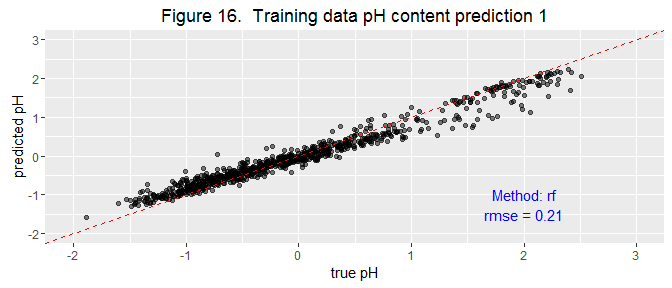 Figure 16.  Training data pH content prediction 1
3
2
1
0
-1
-2
predicted pH
Method: rf
rmse = 0.21
-2 -1 0 1 2 3
true pH